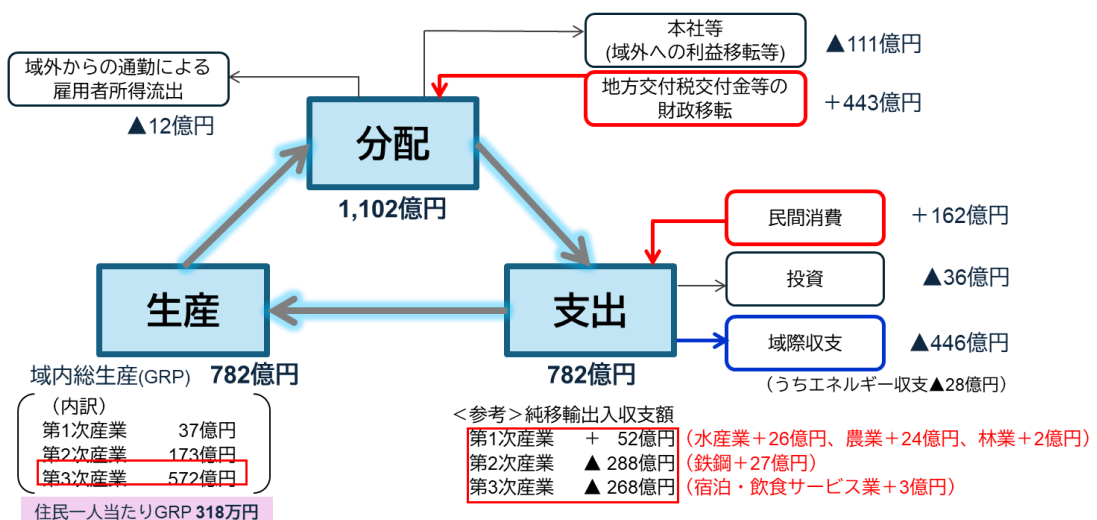 本社等
(域外への利益移転等)
▲111億円
域外からの通勤による
雇用者所得流出
▲12億円
地方交付税交付金等の
財政移転
＋443億円
分配
1,102億円
民間消費
＋162億円
投資
▲36億円
生産
支出
域際収支
▲446億円
（うちエネルギー収支▲28億円）
域内総生産(GRP) 782億円
782億円
（内訳）
第1次産業 37億円
第2次産業 173億円
第3次産業 572億円
住民一人当たりGRP 318万円
＜参考＞純移輸出入収支額
第1次産業 ＋ 52億円（水産業＋26億円、農業＋24億円、林業＋2億円）
第2次産業 ▲ 288億円（鉄鋼＋27億円）
第3次産業 ▲ 268億円（宿泊・飲食サービス業＋3億円）